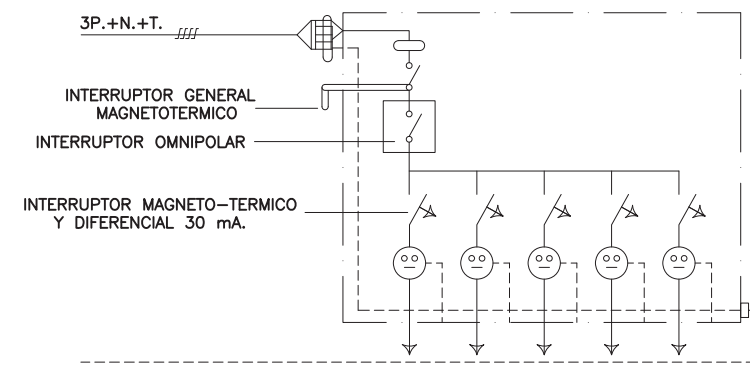 3P.+N.+T.
INTERRUPTOR GENERAL
MAGNETOTERMICO
INTERRUPTOR OMNIPOLAR
INTERRUPTOR MAGNETO-TERMICO
Y DIFERENCIAL 30 mA.